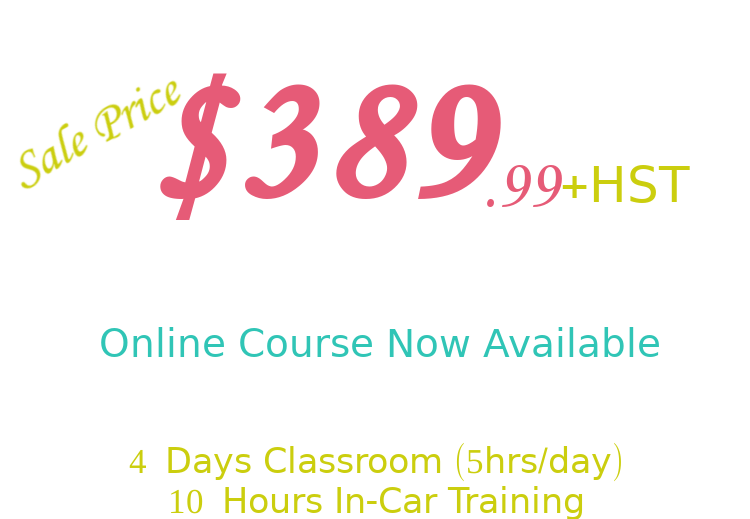 Sale Price $389.99+HST
Online Course Now Available
4 Days Classroom (5hrs/day)
10 Hours In-Car Training